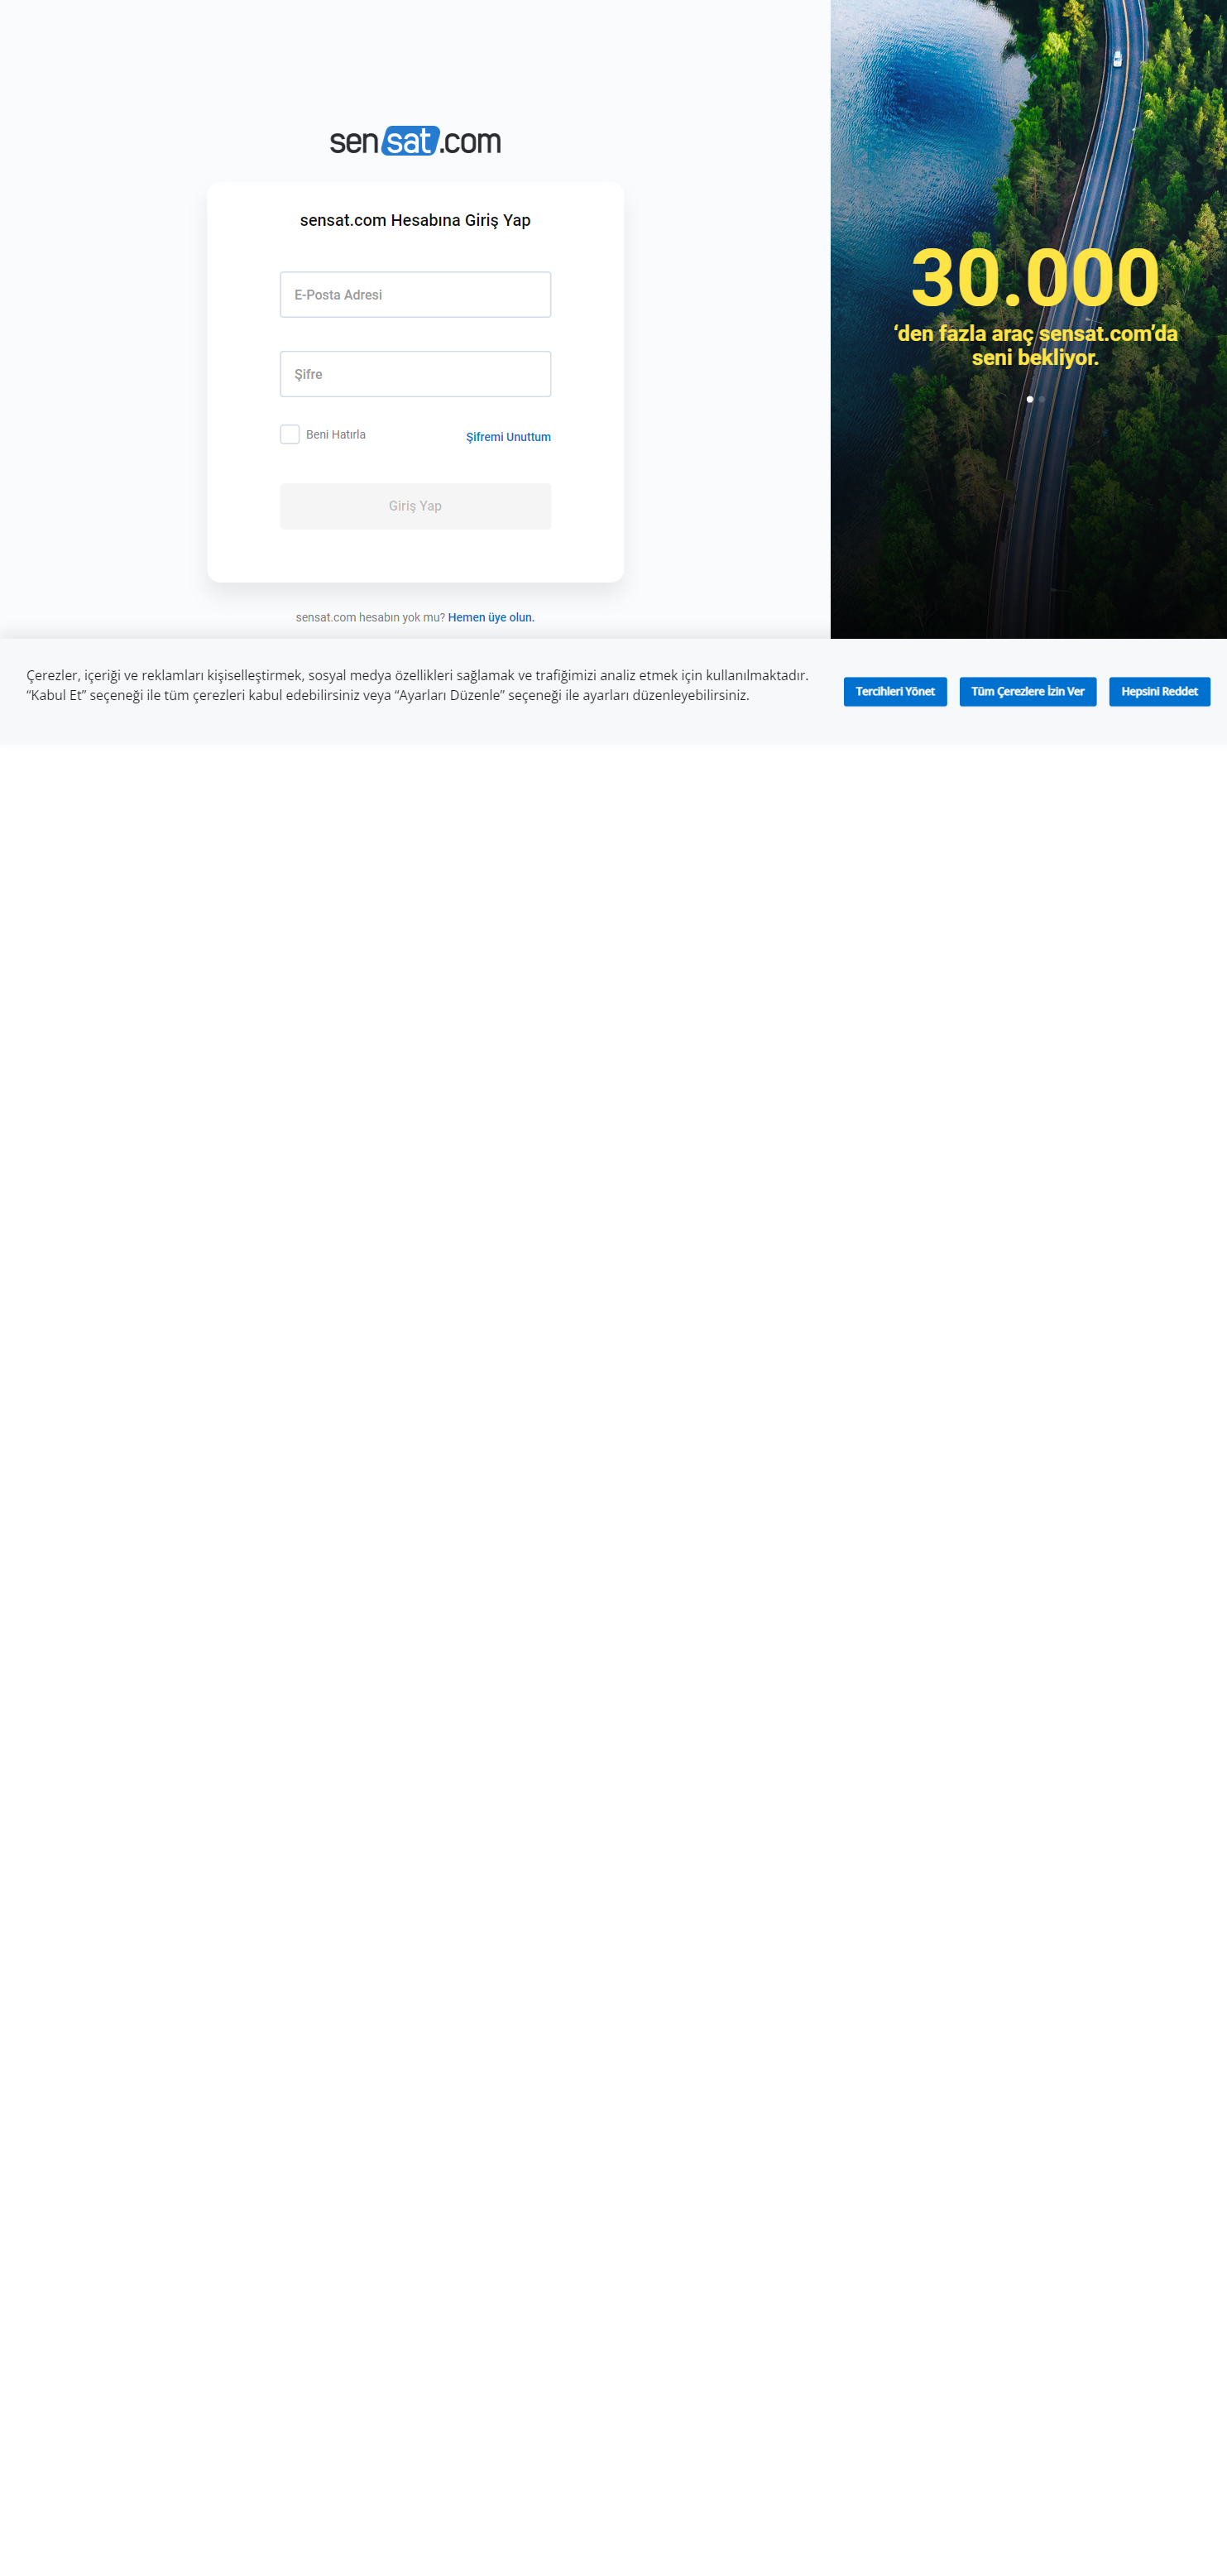 sensat.com
sensat.com Hesabına Giriş Yap
E-Posta Adresi
Şifre
Beni Hatırla
Şifremi Unuttum
Giriş Yap
sensat.com hesabın yok mu? Hemen üye olun.
30.000
‘den fazla araç sensat.com’da
seni bekliyor.
Çerezler, içeriği ve reklamları kişiselleştirmek, sosyal medya özellikleri sağlamak ve trafiğimizi analiz etmek için kullanılmaktadır.
“Kabul Et” seçeneği ile tüm çerezleri kabul edebilirsiniz veya “Ayarları Düzenle” seçeneği ile ayarları düzenleyebilirsiniz.
Tercihleri Yönet
Tüm Çerezlere İzin Ver
Hepsini Reddet